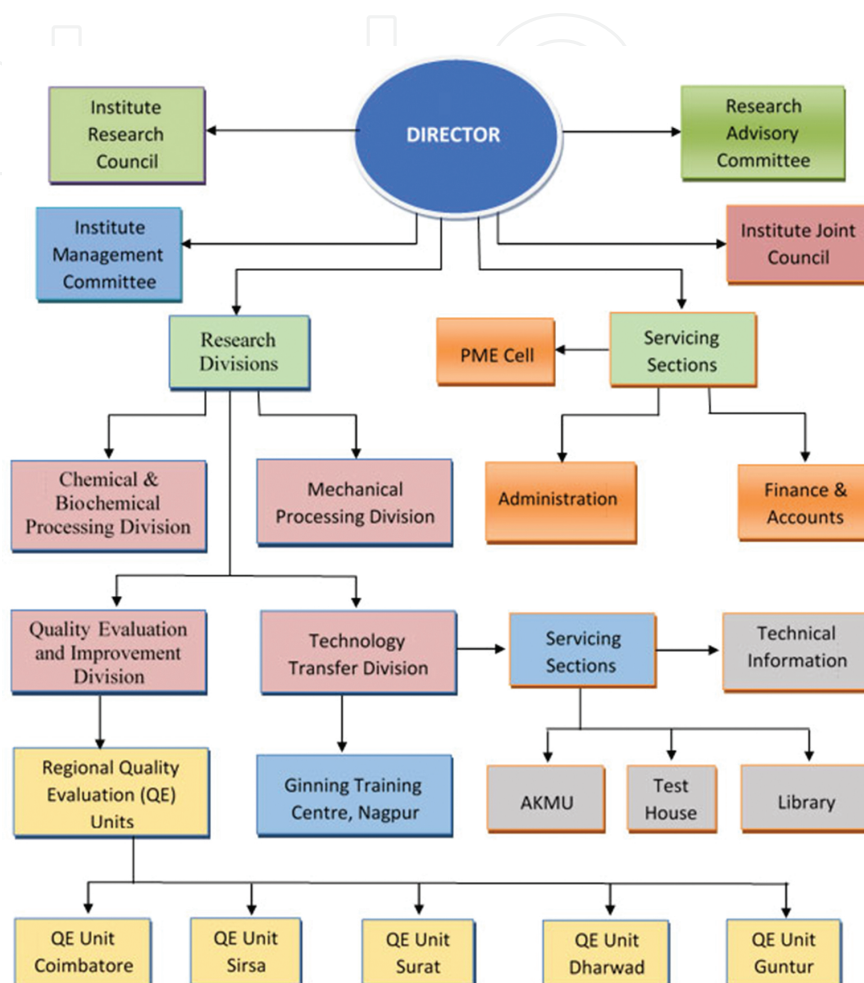 DIRECTOR
Institute
Research
Council
Research
Advisory
Committee
Institute
Management
Committee
Institute Joint
Council
Research
Divisions
PME Cell
Servicing
Sections
Chemical &
Biochemical
Processing Division
Mechanical
Processing Division
Administration
Finance &
Accounts
Quality Evaluation
and Improvement
Division
Technology
Transfer Division
Servicing
Sections
Technical
Information
Regional Quality
Evaluation (QE)
Units
Ginning Training
Centre, Nagpur
AKMU
Test
House
Library
QE Unit
Coimbatore
QE Unit
Sirsa
QE Unit
Surat
QE Unit
Dharwad
QE Unit
Guntur